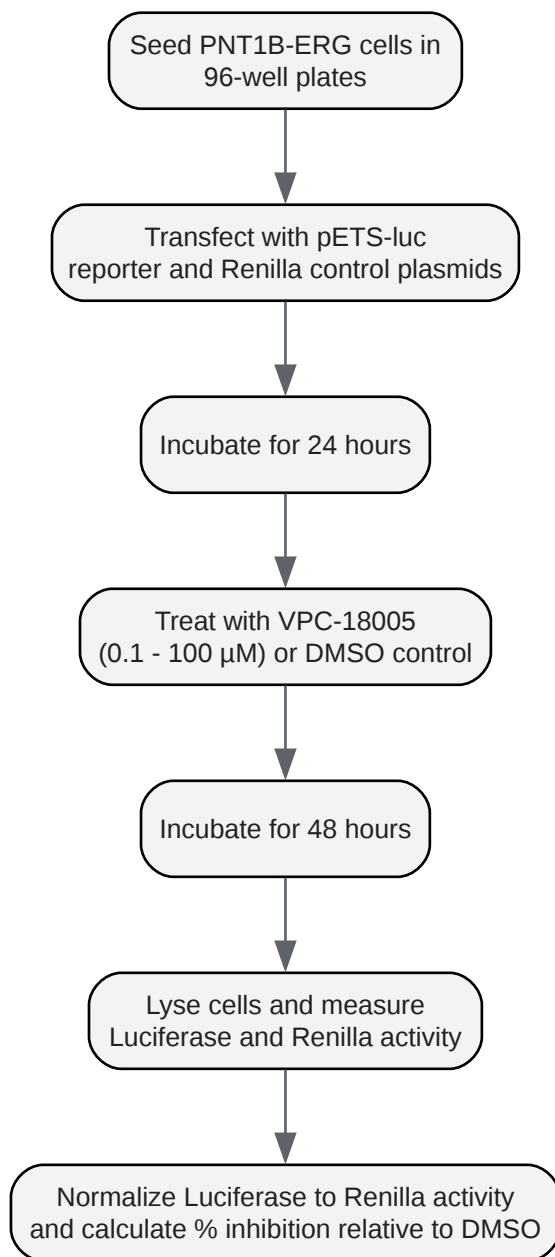 Seed PNT1B-ERG cells in
96-well plates
Transfect with pETS-luc
reporter and Renilla control plasmids
Incubate for 24 hours
Treat with VPC-18005
(0.1 - 100 µM) or DMSO control
Incubate for 48 hours
Lyse cells and measure
Luciferase and Renilla activity
Normalize Luciferase to Renilla activity
and calculate % inhibition relative to DMSO